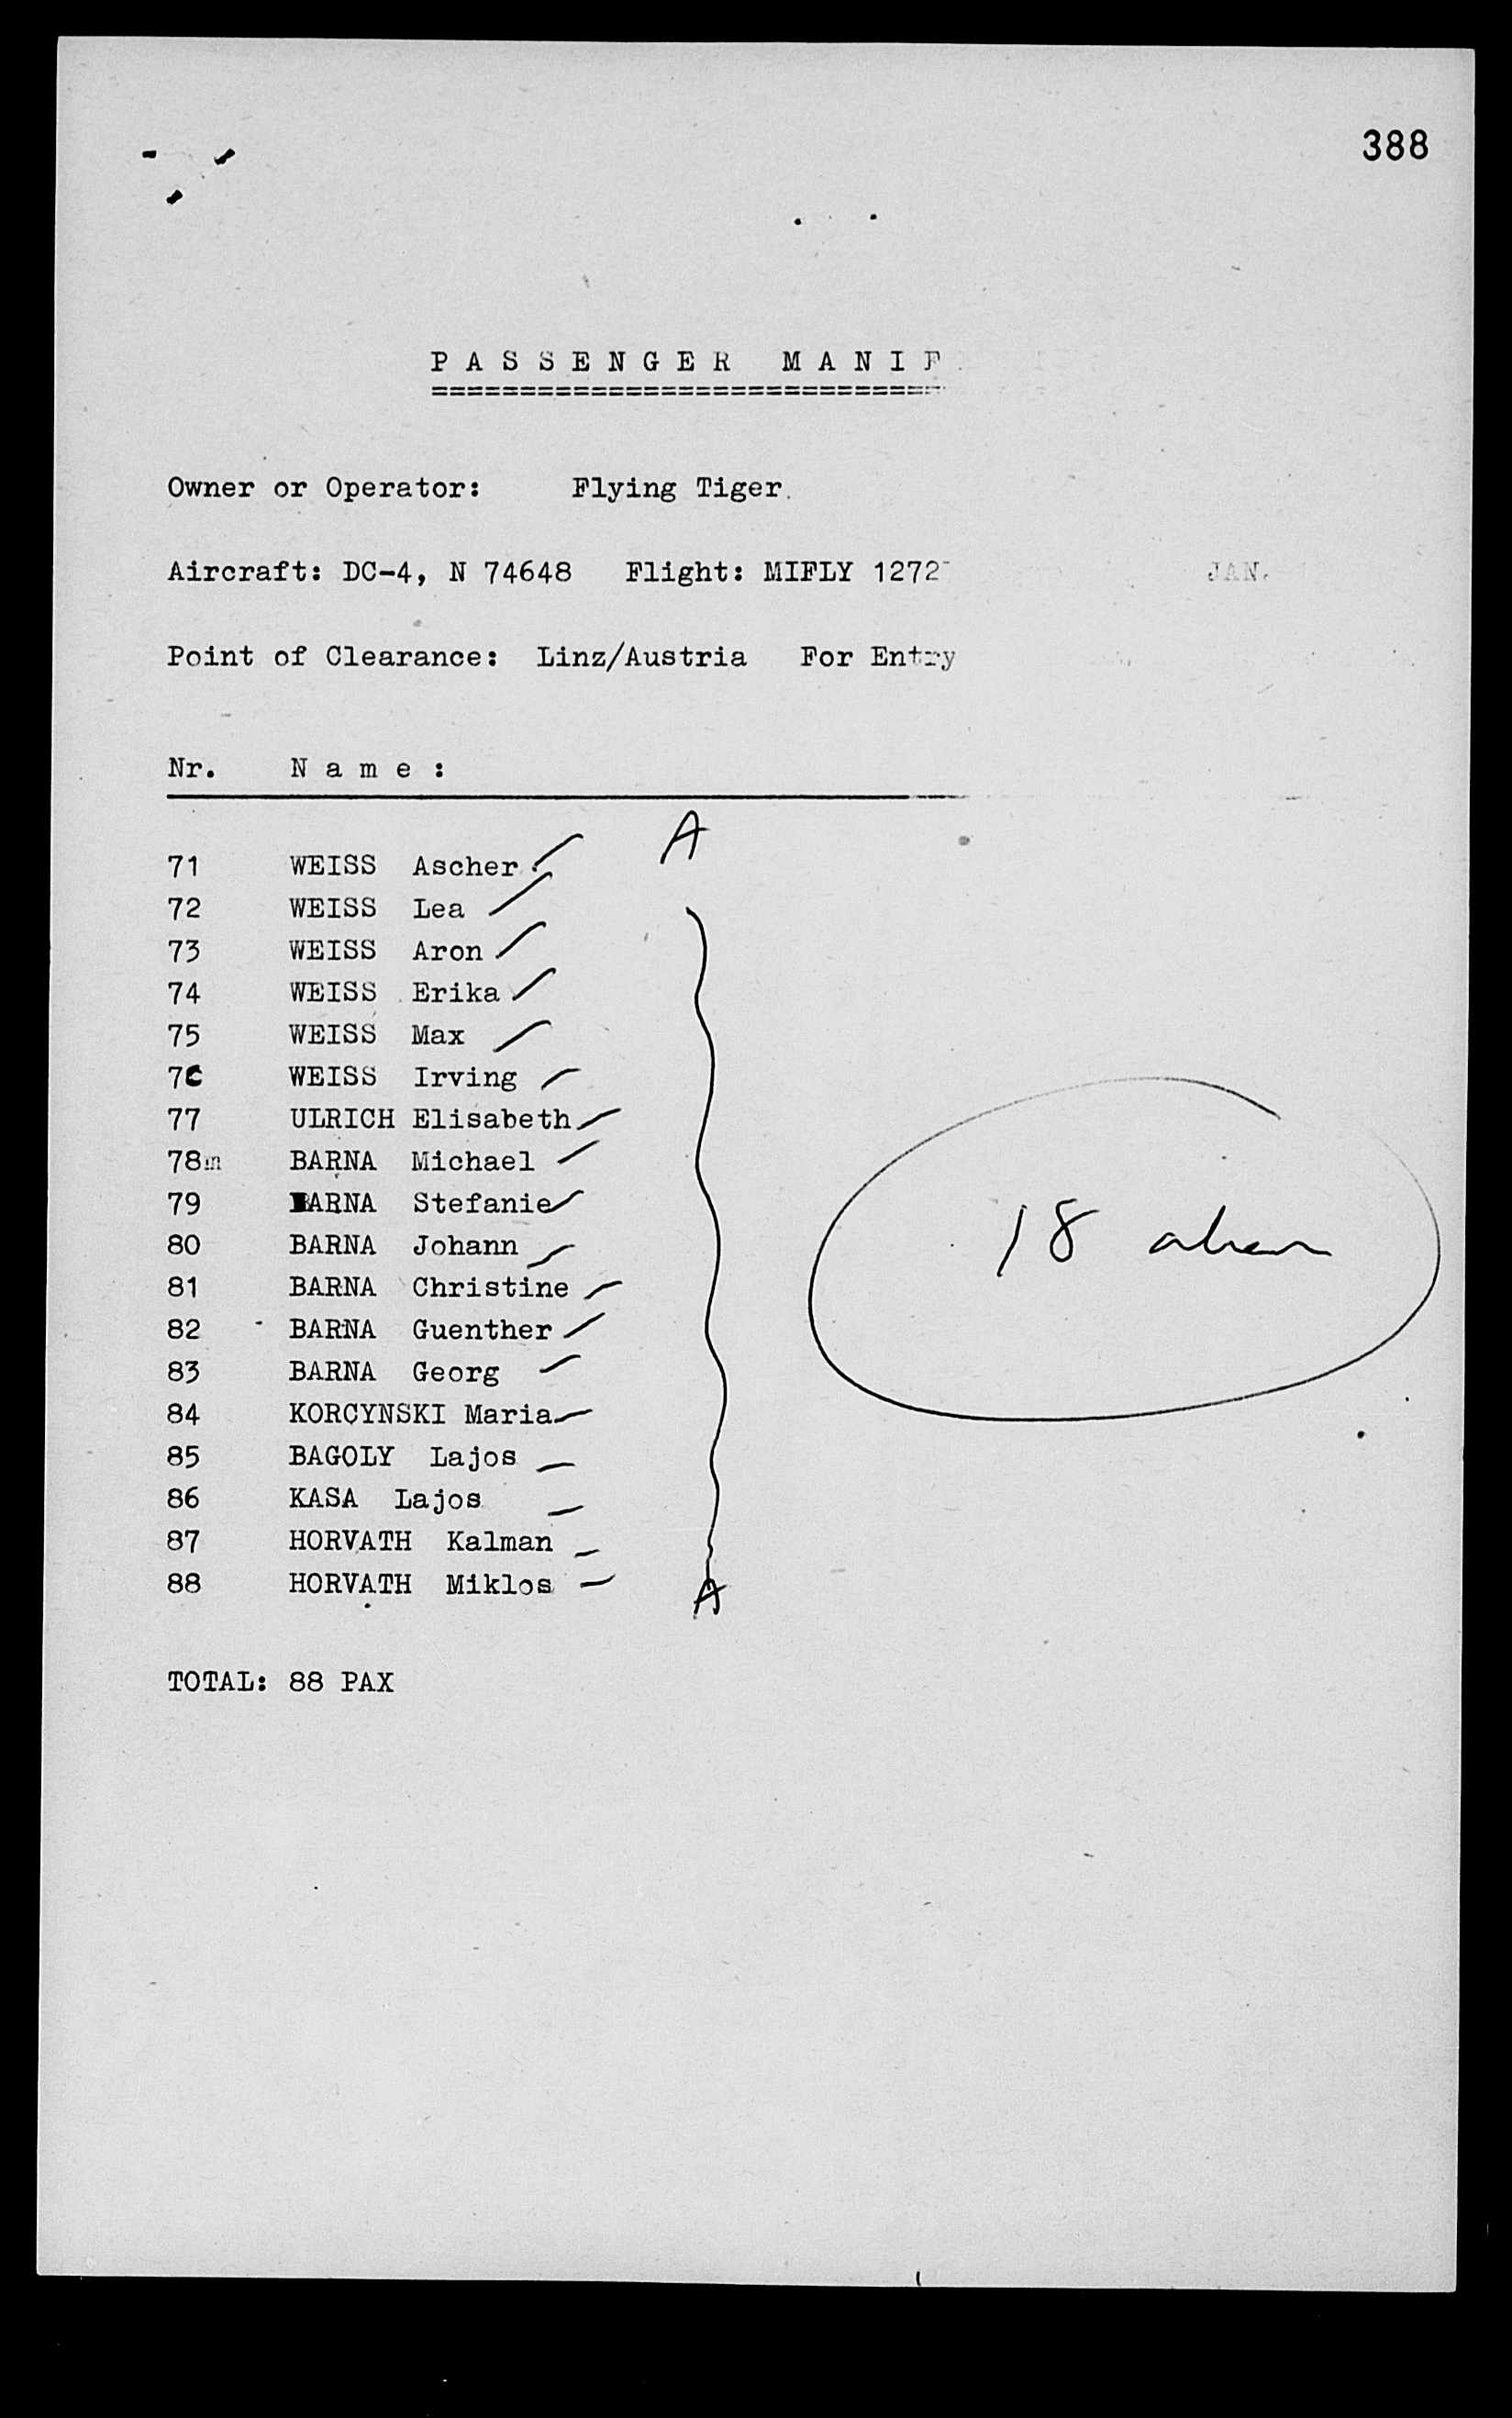 388
PASSENGER MANIF
Owner or Operator: Flying Tiger
Aircraft: DC-4, N 74648 Flight: MIFLY 1272 JAN.
Point of Clearance: Linz/Austria For Entry
Nr. Name:
A
71 WEISS Ascher
72 WEISS Lea
73 WEISS Aron
74 WEISS Erika
75 WEISS Max
76 WEISS Irving
77 ULRICH Elisabeth
78m BARNA Michael
79 BARNA Stefanie
80 BARNA Johann
81 BARNA Christine
82 BARNA Guenther
83 BARNA Georg
84 KORCYNSKI Maria
85 BAGOLY Lajos
86 KASA Lajos
87 HORVATH Kalman
88 HORVATH Miklos
A
18
TOTAL: 88 PAX